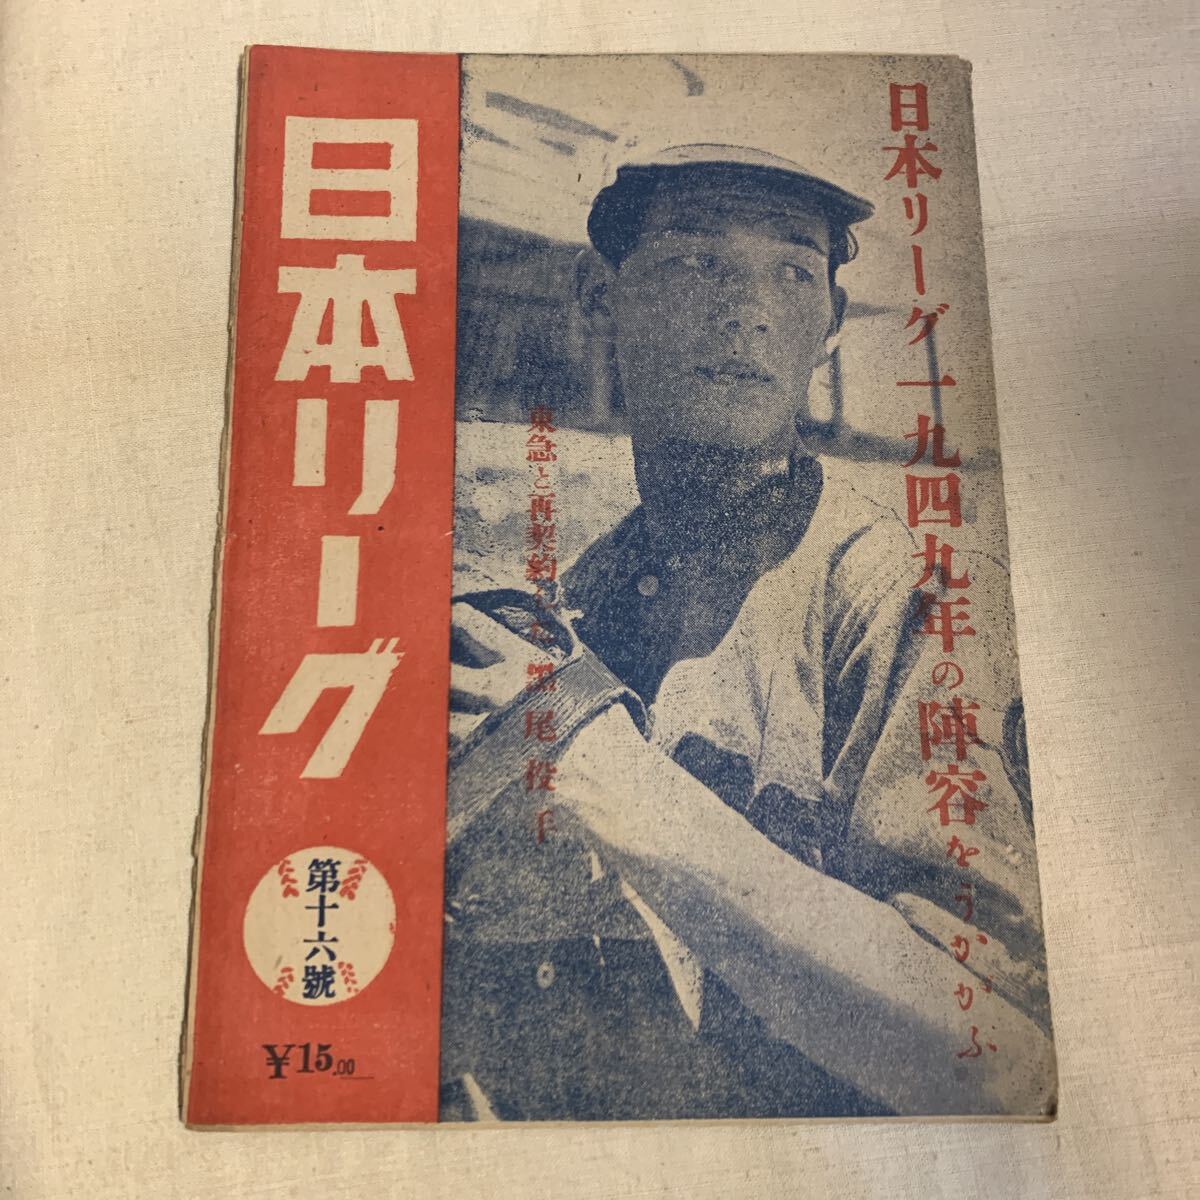 日本リーグ一九四九年の陣容をうかがふ
東急と再契約した黒尾投手
日本リーグ
第十六號
¥15.00